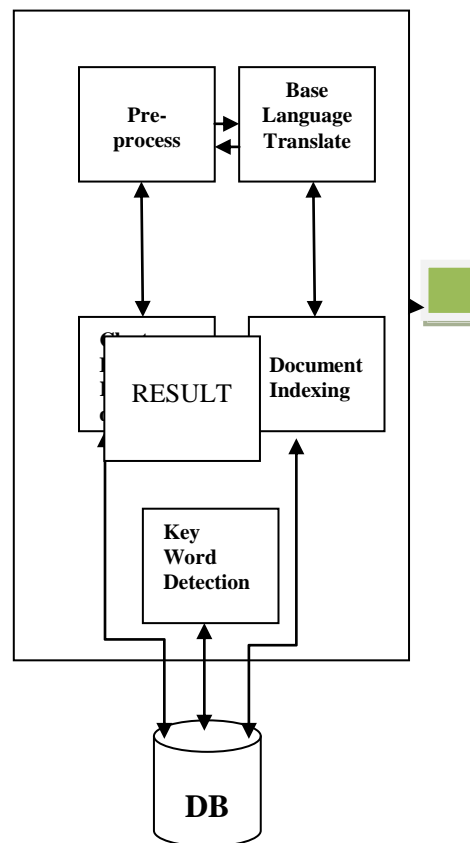 Pre-
process
Base
Language
Translate
RESULT
Document
Indexing
Key
Word
Detection
DB